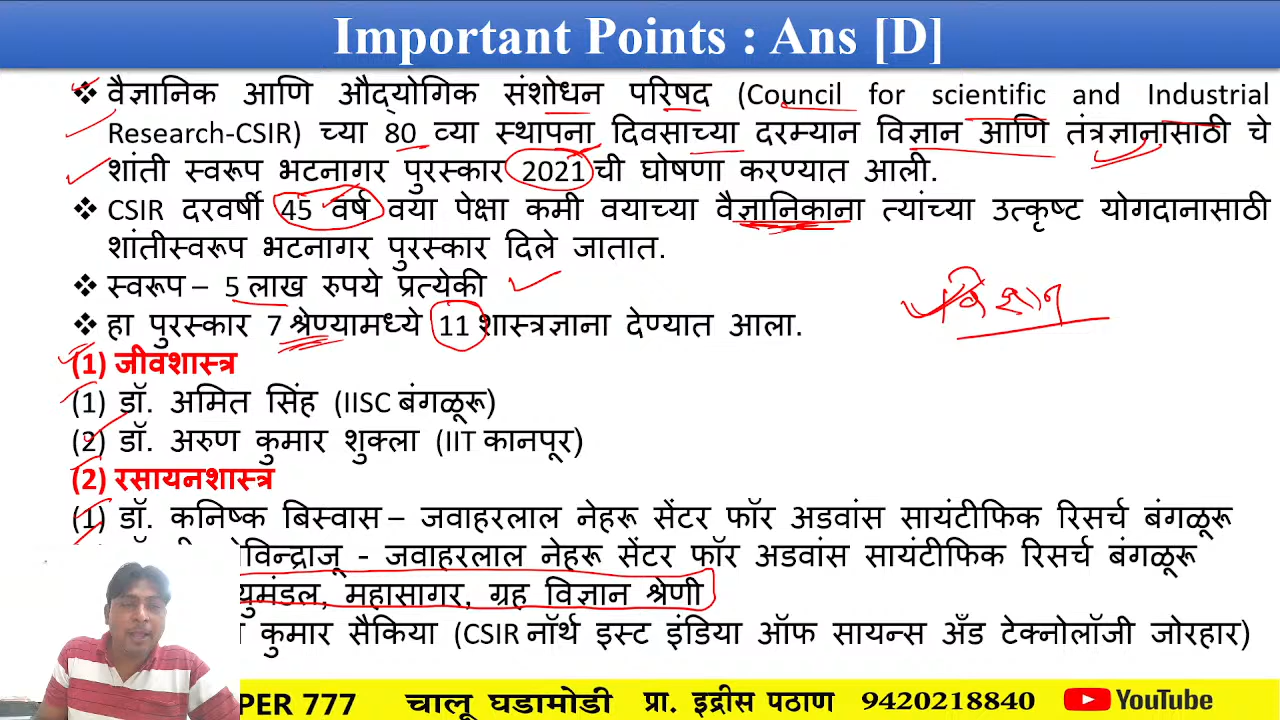 Important Points : Ans [D]
❖ वैज्ञानिक आणि औद्योगिक संशोधन परिषद (Council for scientific and Industrial
Research-CSIR) च्या 80 व्या स्थापना दिवसाच्या दरम्यान विज्ञान आणि तंत्रज्ञानासाठी चे
शांती स्वरूप भटनागर पुरस्कार 2021 ची घोषणा करण्यात आली.
❖ CSIR दरवर्षी 45 वर्ष वया पेक्षा कमी वयाच्या वैज्ञानिकाना त्यांच्या उत्कृष्ट योगदानासाठी
शांतीस्वरूप भटनागर पुरस्कार दिले जातात.
❖ स्वरूप – 5 लाख रुपये प्रत्येकी
❖ हा पुरस्कार 7 श्रेण्यामध्ये 11 शास्त्रज्ञाना देण्यात आला.
विज्ञान
(1) जीवशास्त्र
(1) डॉ. अमित सिंह (IISC बंगळूरू)
(2) डॉ. अरुण कुमार शुक्ला (IIT कानपूर)
(2) रसायनशास्त्र
(1) डॉ. कनिष्क बिस्वास – जवाहरलाल नेहरू सेंटर फॉर अडवांस सायंटीफिक रिसर्च बंगळूरू
विन्द्राजू - जवाहरलाल नेहरू सेंटर फॉर अडवांस सायंटीफिक रिसर्च बंगळूरू
युमंडल, महासागर, ग्रह विज्ञान श्रेणी
कुमार सैकिया (CSIR नॉर्थ इस्ट इंडिया ऑफ सायन्स अँड टेक्नोलॉजी जोरहार)
PER 777 चालू घडामोडी प्रा. इद्रीस पठाण 9420218840 YouTube